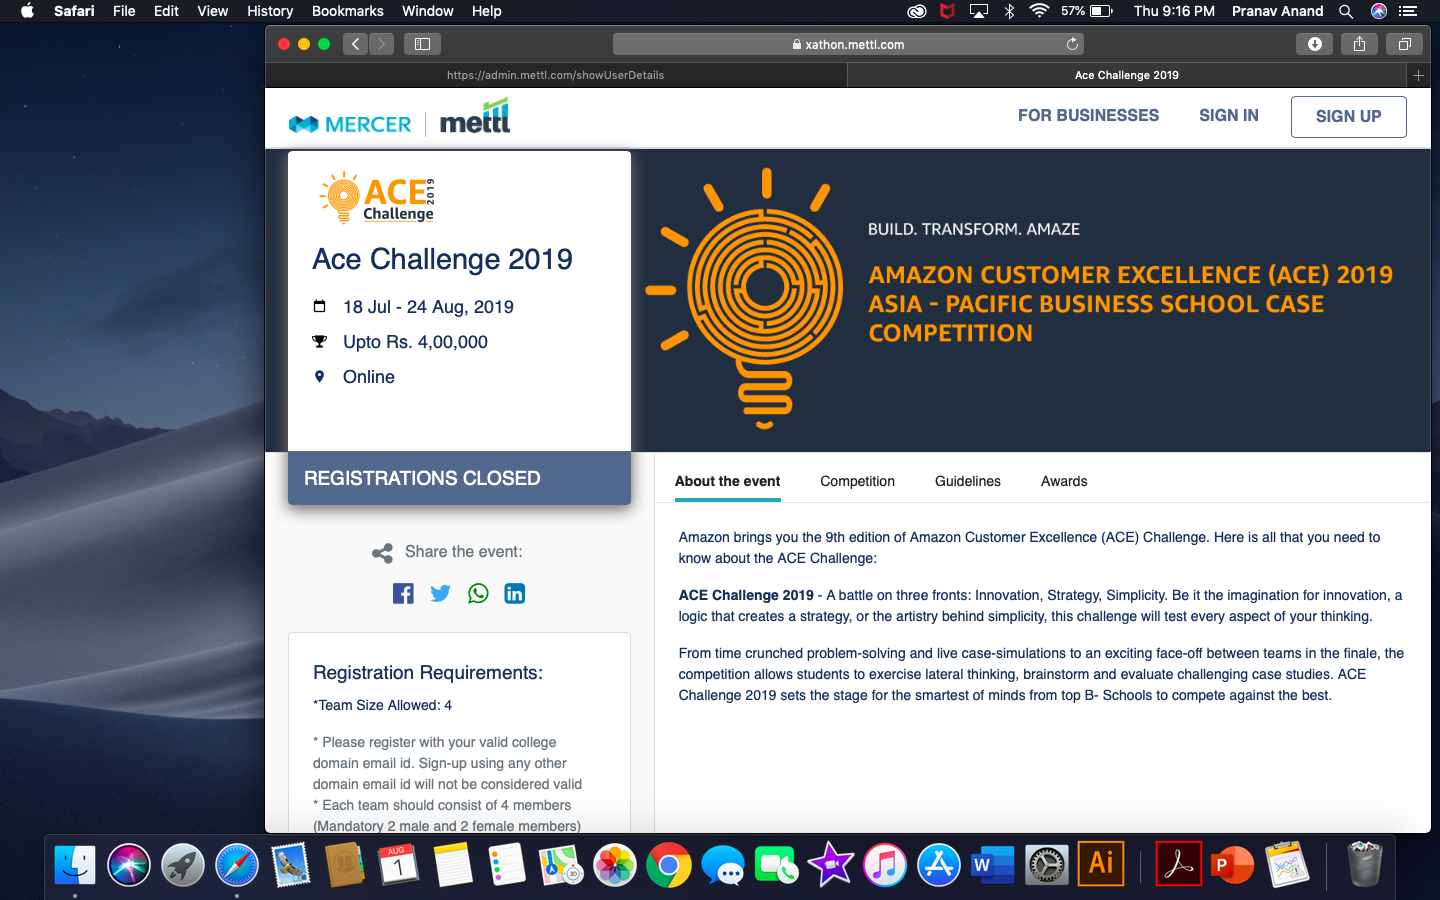 Safari File Edit View History Bookmarks Window Help
57% Thu 9:16 PM Pranav Anand
xathon.mettl.com
https://admin.mettl.com/showUserDetails
Ace Challenge 2019
MERCER mettl
FOR BUSINESSES SIGN IN SIGN UP
ACE 2019
Challenge
Ace Challenge 2019
18 Jul - 24 Aug, 2019
Upto Rs. 4,00,000
Online
REGISTRATIONS CLOSED
BUILD. TRANSFORM. AMAZE
AMAZON CUSTOMER EXCELLENCE (ACE) 2019
ASIA - PACIFIC BUSINESS SCHOOL CASE
COMPETITION
Share the event:
Registration Requirements:
*Team Size Allowed: 4
* Please register with your valid college
domain email id. Sign-up using any other
domain email id will not be considered valid
* Each team should consist of 4 members
(Mandatory 2 male and 2 female members)
About the event Competition Guidelines Awards
Amazon brings you the 9th edition of Amazon Customer Excellence (ACE) Challenge. Here is all that you need to
know about the ACE Challenge:
ACE Challenge 2019 - A battle on three fronts: Innovation, Strategy, Simplicity. Be it the imagination for innovation, a
logic that creates a strategy, or the artistry behind simplicity, this challenge will test every aspect of your thinking.
From time crunched problem-solving and live case-simulations to an exciting face-off between teams in the finale, the
competition allows students to exercise lateral thinking, brainstorm and evaluate challenging case studies. ACE
Challenge 2019 sets the stage for the smartest of minds from top B- Schools to compete against the best.
AUG
1
3D
W
Ai
P